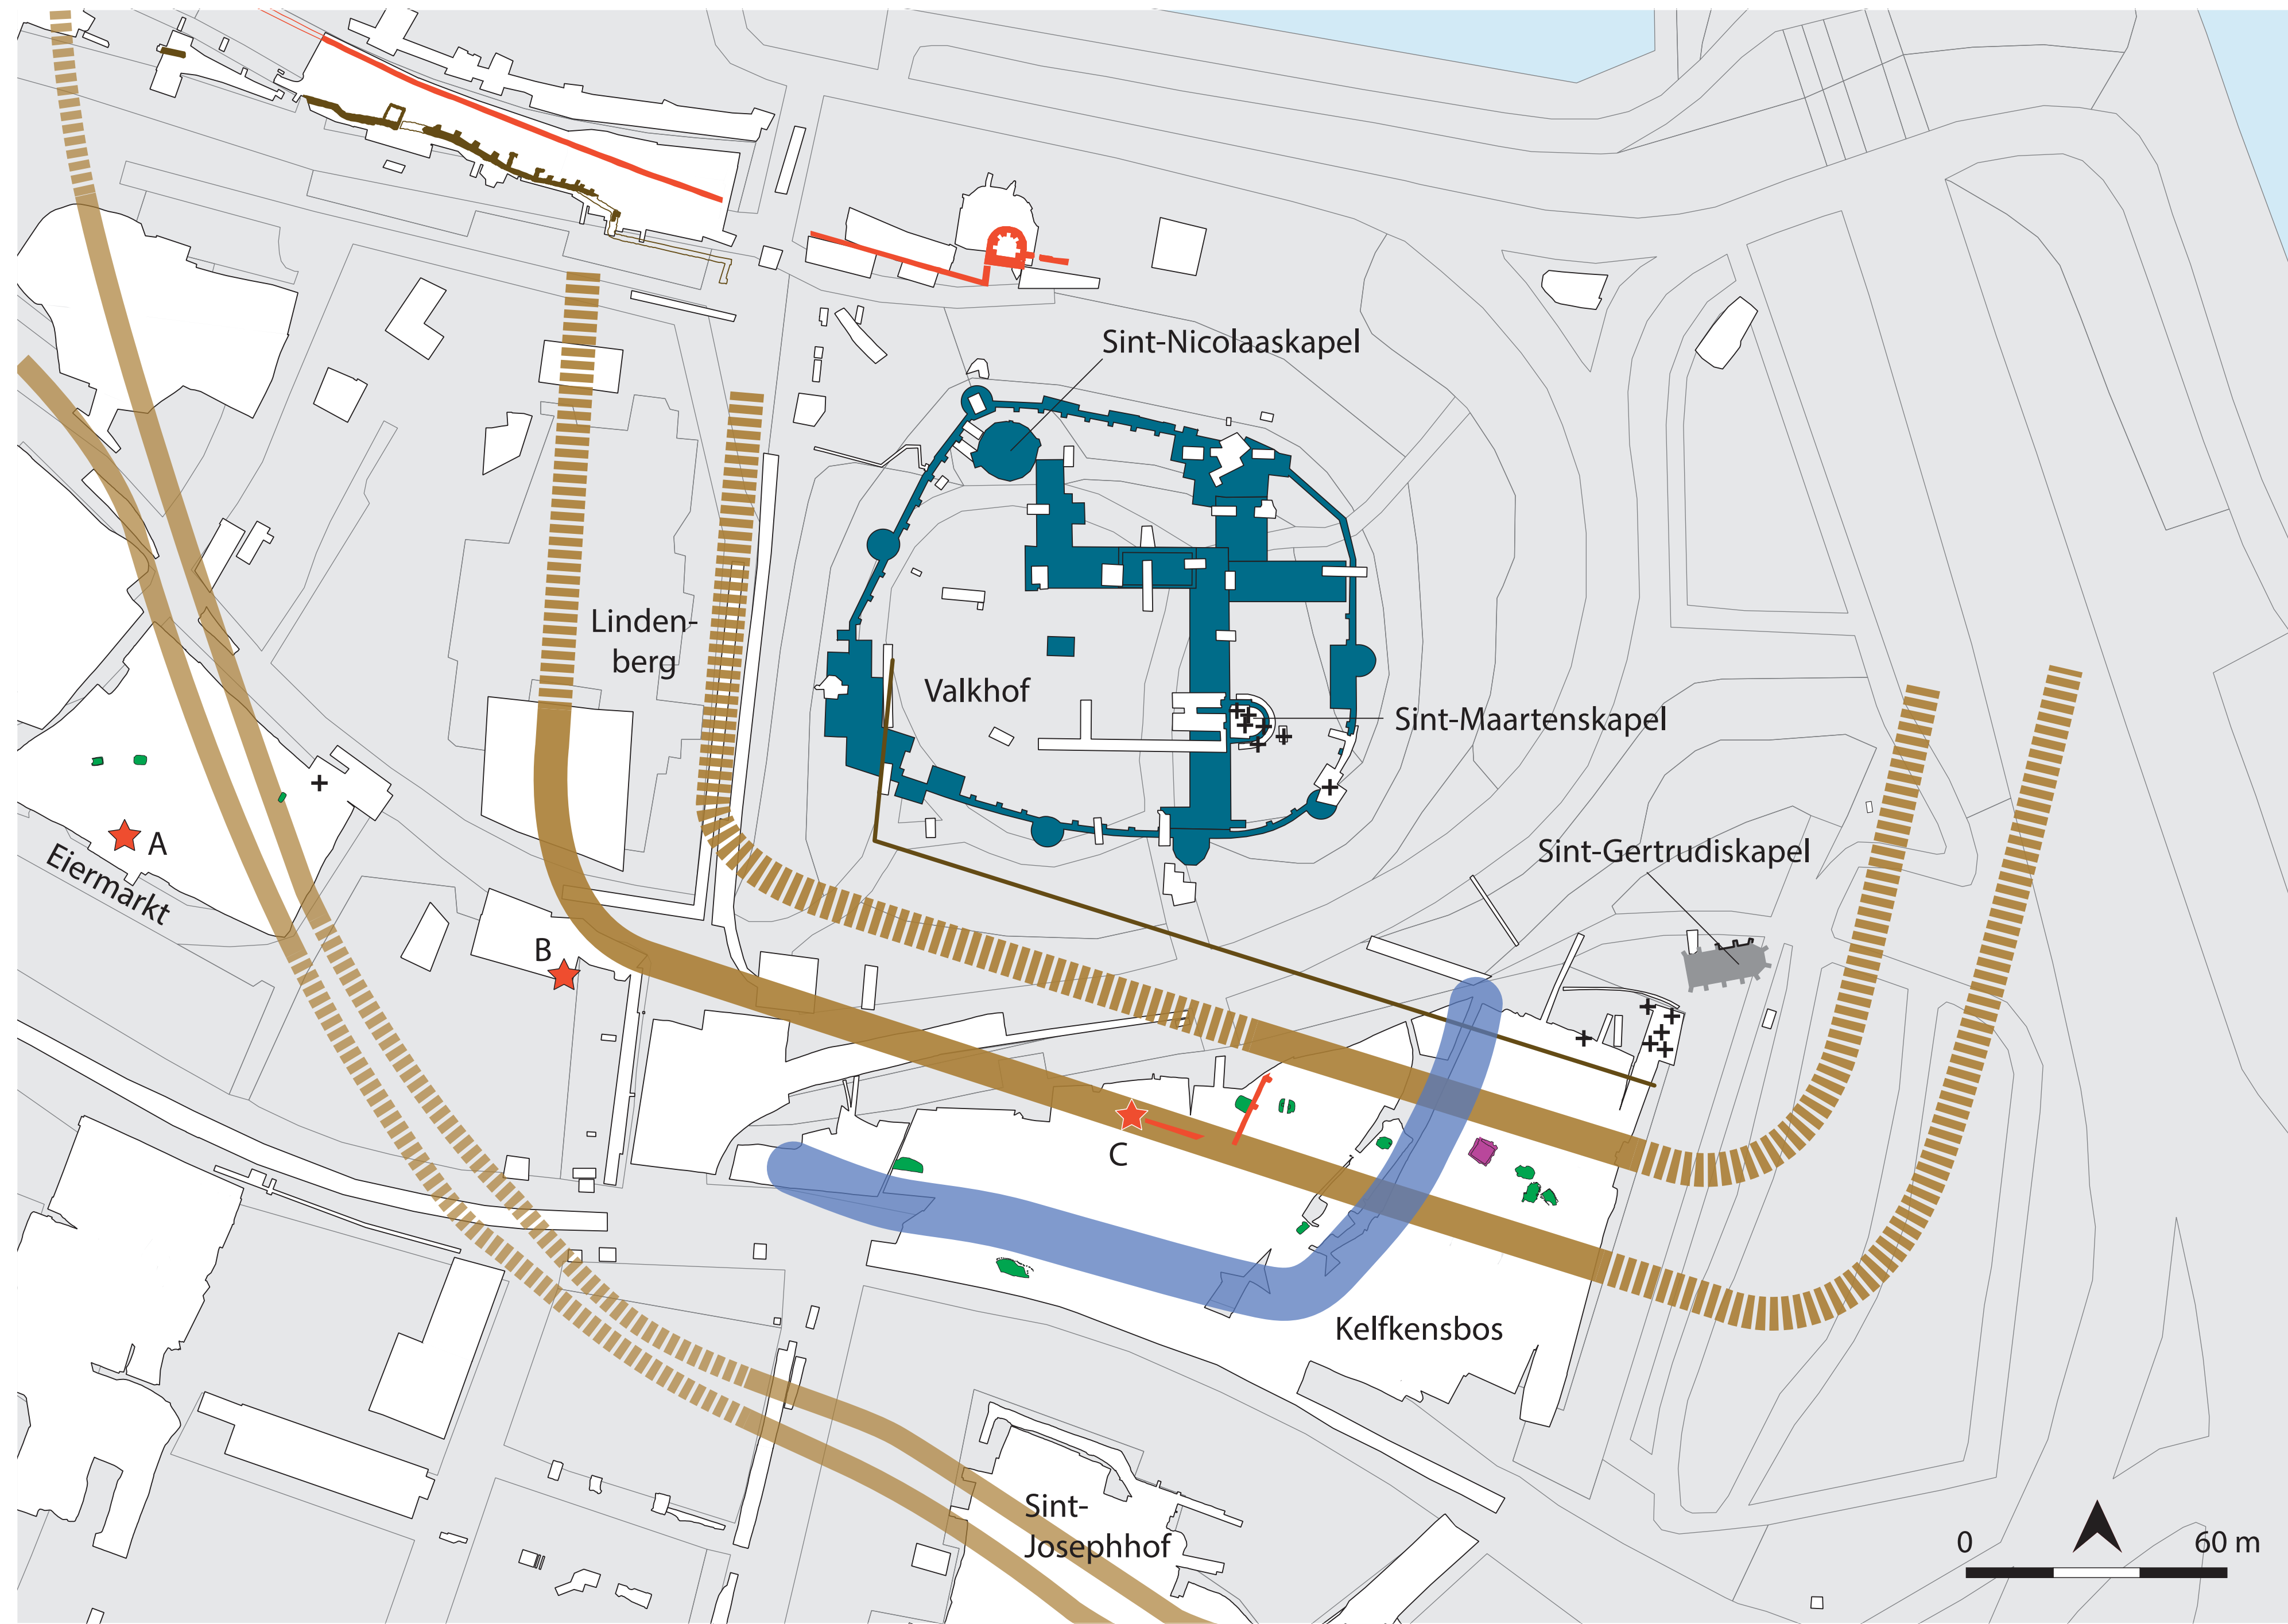 Sint-Nicolaaskapel
Linden-
berg
Valkhof
Sint-Maartenskapel
A
Eiermarkt
Sint-Gertrudiskapel
B
C
Kelfkensbos
Sint-
Josephhof
0 60 m